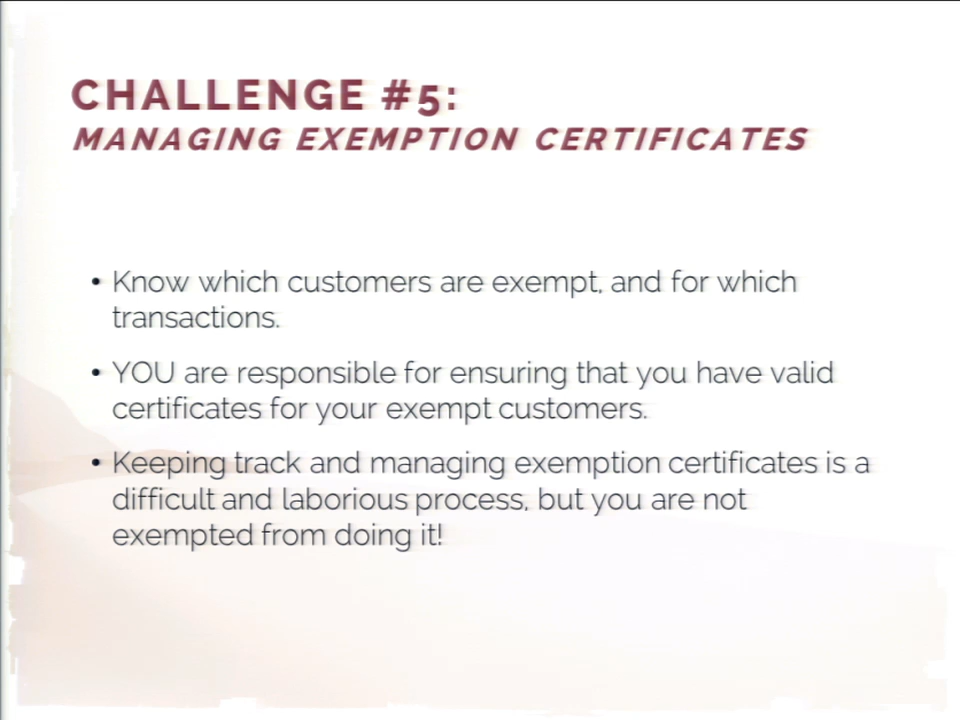 CHALLENGE #5:
MANAGING EXEMPTION CERTIFICATES
• Know which customers are exempt, and for which
transactions.
• YOU are responsible for ensuring that you have valid
certificates for your exempt customers.
• Keeping track and managing exemption certificates is a
difficult and laborious process, but you are not
exempted from doing it!